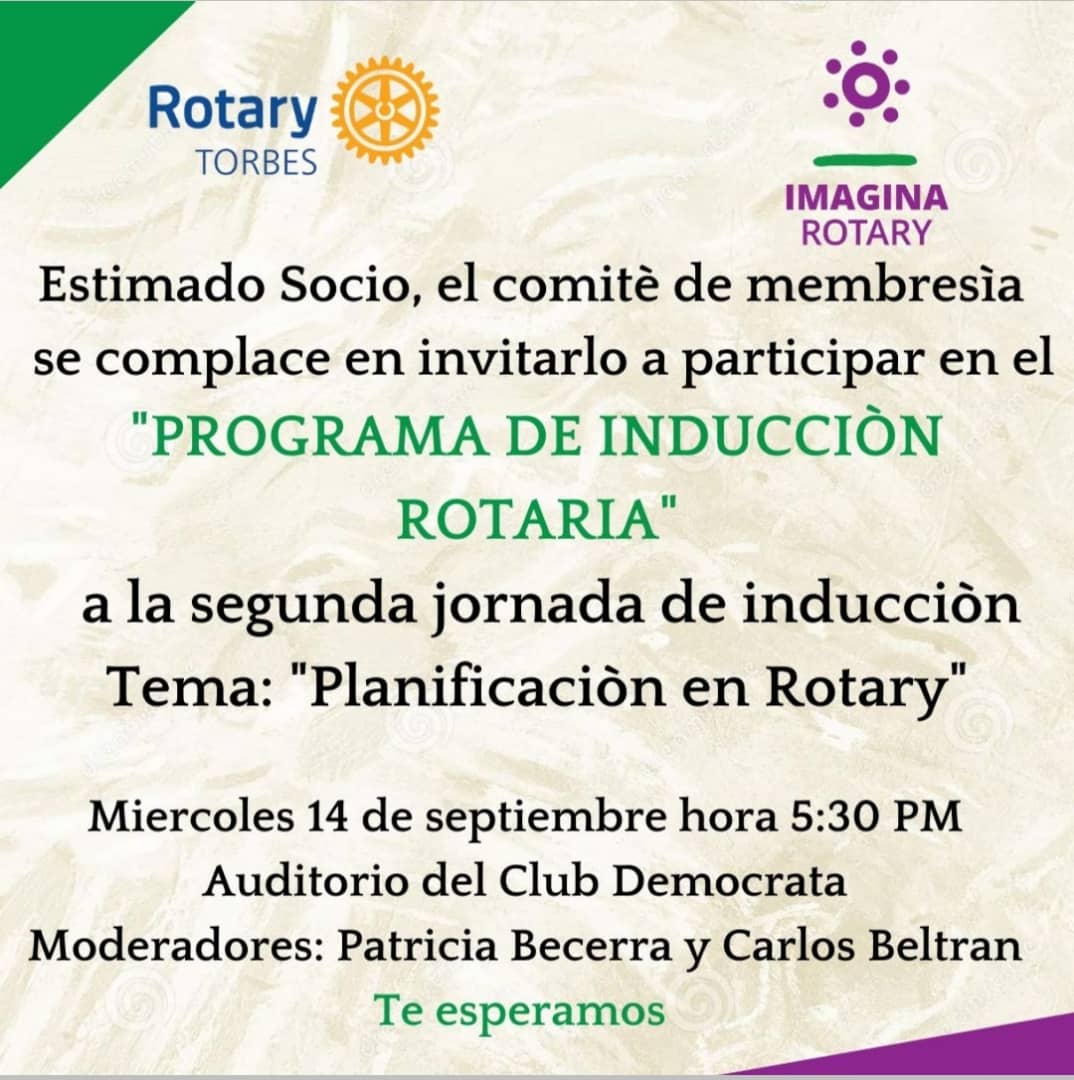 Rotary
TORBES
IMAGINA
ROTARY
Estimado Socio, el comitè de membresìa
se complace en invitarlo a participar en el
"PROGRAMA DE INDUCCIÒN
ROTARIA"
a la segunda jornada de inducciòn
Tema: "Planificaciòn en Rotary"
Miercoles 14 de septiembre hora 5:30 PM
Auditorio del Club Democrata
Moderadores: Patricia Becerra y Carlos Beltran
Te esperamos